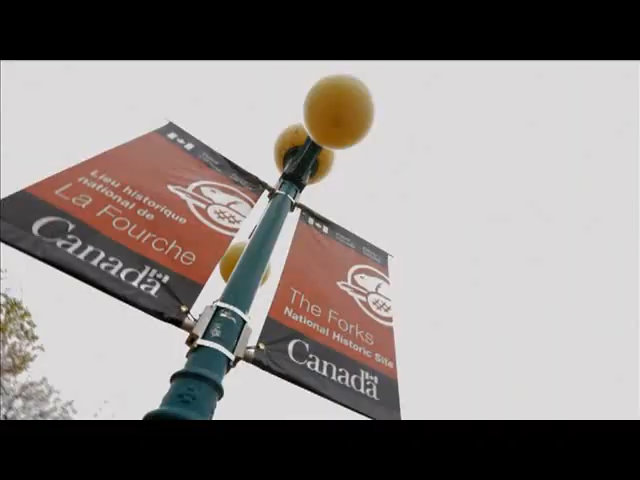 Lieu historique
national de
La Fourche
Canada
The Forks
National Historic Site
Canada